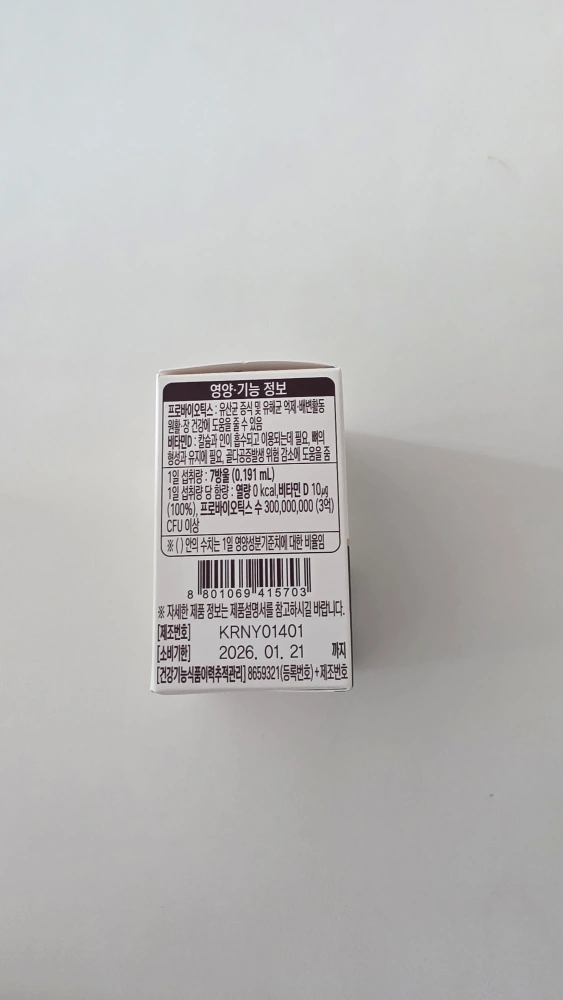 영양·기능 정보
프로바이오틱스 : 유산균 증식 및 유해균 억제·배변활동
원활·장 건강에 도움을 줄 수 있음
비타민D : 칼슘과 인이 흡수되고 이용되는데 필요, 뼈의
형성과 유지에 필요, 골다공증발생 위험 감소에 도움을 줌
1일 섭취량 : 7방울 (0.191 mL)
1일 섭취량 당 함량 : 열량 0 kcal, 비타민 D 10㎍
(100%), 프로바이오틱스 수 300,000,000 (3억)
CFU 이상
※ ( ) 안의 수치는 1일 영양성분기준치에 대한 비율임
8 801069 415703
※ 자세한 제품 정보는 제품설명서를 참고하시길 바랍니다.
[제조번호] KRNY01401
[소비기한] 2026. 01. 21 까지
[건강기능식품이력추적관리] 8659321(등록번호)+제조번호